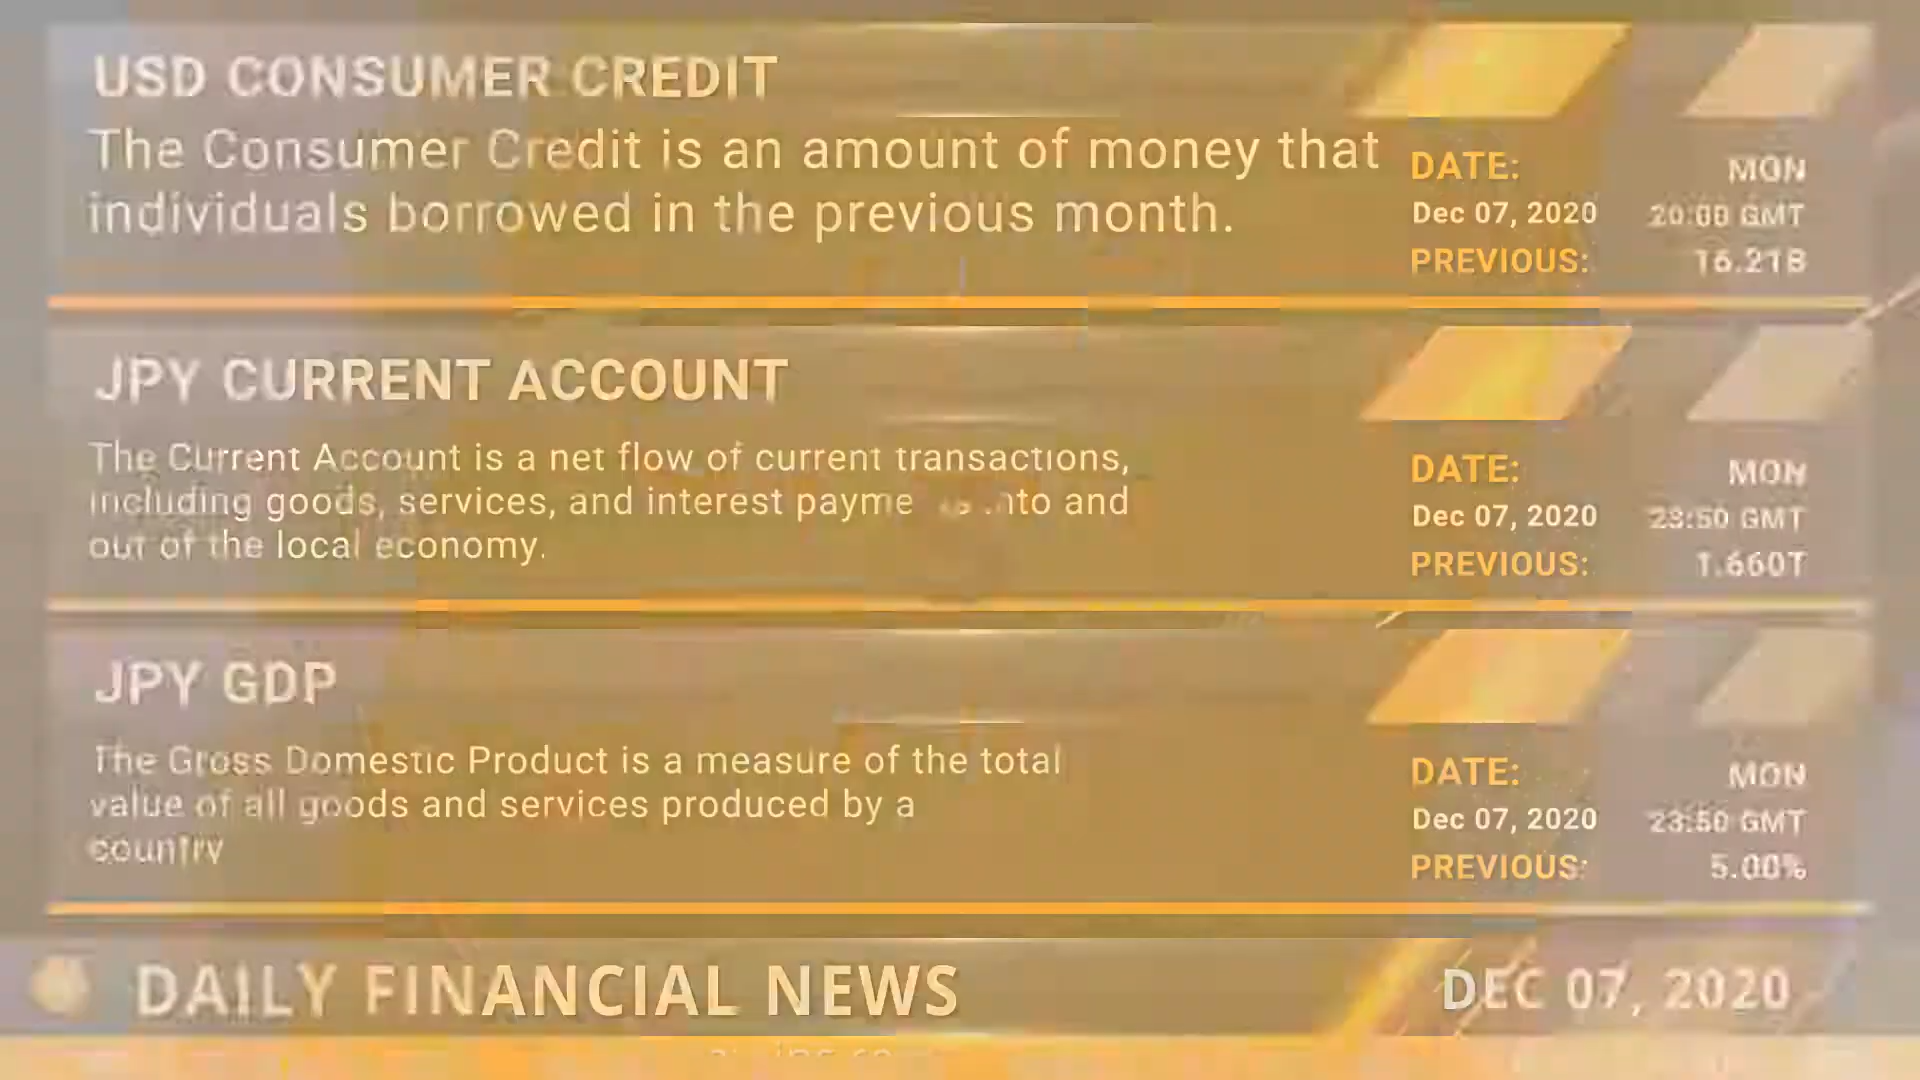 USD CONSUMER CREDIT
The Consumer Credit is an amount of money that
individuals borrowed in the previous month.
DATE: MON
Dec 07, 2020 20:00 GMT
PREVIOUS: 16.21B
JPY CURRENT ACCOUNT
The Current Account is a net flow of current transactions,
including goods, services, and interest payme nto and
out of the local economy.
DATE: MON
Dec 07, 2020 23:50 GMT
PREVIOUS: 1.660T
JPY GDP
The Gross Domestic Product is a measure of the total
value of all goods and services produced by a
country
DATE: MON
Dec 07, 2020 23:50 GMT
PREVIOUS: 5.00%
DAILY FINANCIAL NEWS
DEC 07, 2020